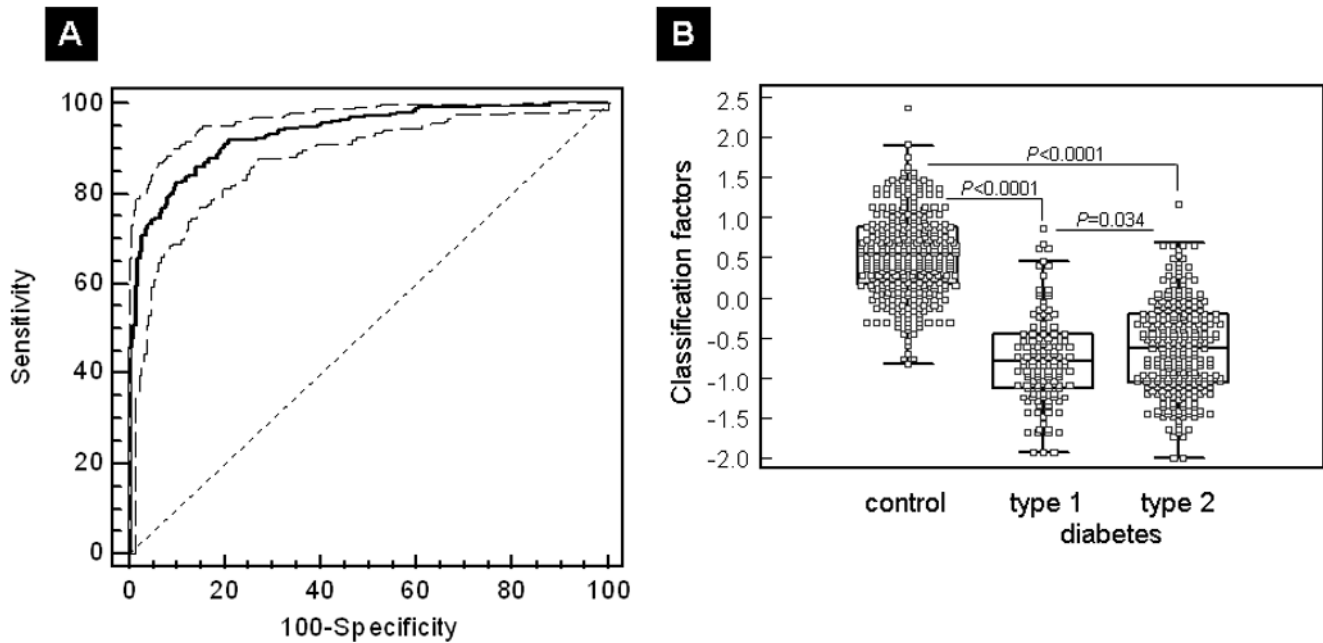 A
100
80
60
40
20
0
Sensitivity
0 20 40 60 80 100
100-Specificity
B
2.5
2.0
1.5
1.0
0.5
0.0
-0.5
-1.0
-1.5
-2.0
Classification factors
P<0.0001
P<0.0001
P=0.034
control type 1 type 2
diabetes